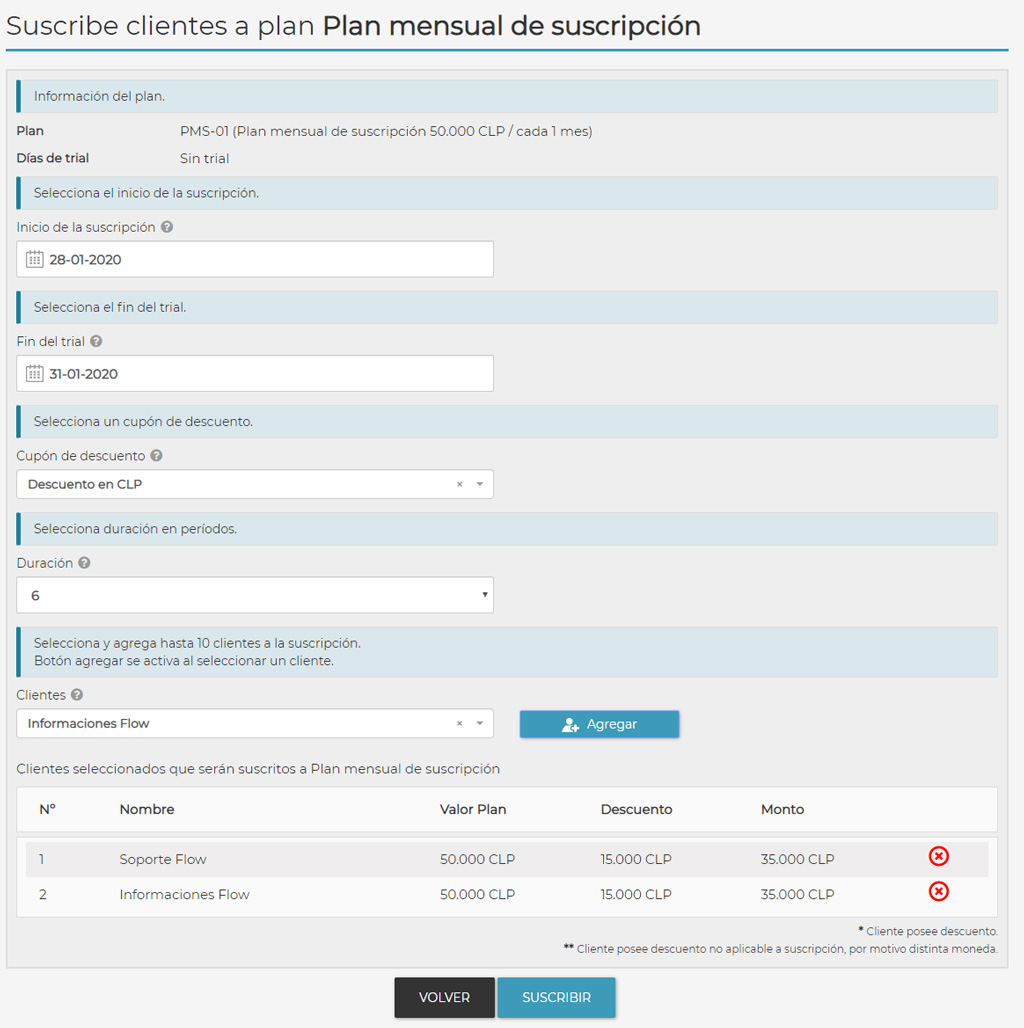 Suscribe clientes a plan Plan mensual de suscripción
Información del plan.
Plan PMS-01 (Plan mensual de suscripción 50.000 CLP / cada 1 mes)
Días de trial Sin trial
Selecciona el inicio de la suscripción.
Inicio de la suscripción ?
28-01-2020
Selecciona el fin del trial.
Fin del trial ?
31-01-2020
Selecciona un cupón de descuento.
Cupón de descuento ?
Descuento en CLP ×
Selecciona duración en períodos.
Duración ?
6
Selecciona y agrega hasta 10 clientes a la suscripción.
Botón agregar se activa al seleccionar un cliente.
Clientes ?
Informaciones Flow × Agregar
Clientes seleccionados que serán suscritos a Plan mensual de suscripción
Nº Nombre Valor Plan Descuento Monto
1 Soporte Flow 50.000 CLP 15.000 CLP 35.000 CLP
2 Informaciones Flow 50.000 CLP 15.000 CLP 35.000 CLP
* Cliente posee descuento.
** Cliente posee descuento no aplicable a suscripción, por motivo distinta moneda.
VOLVER SUSCRIBIR